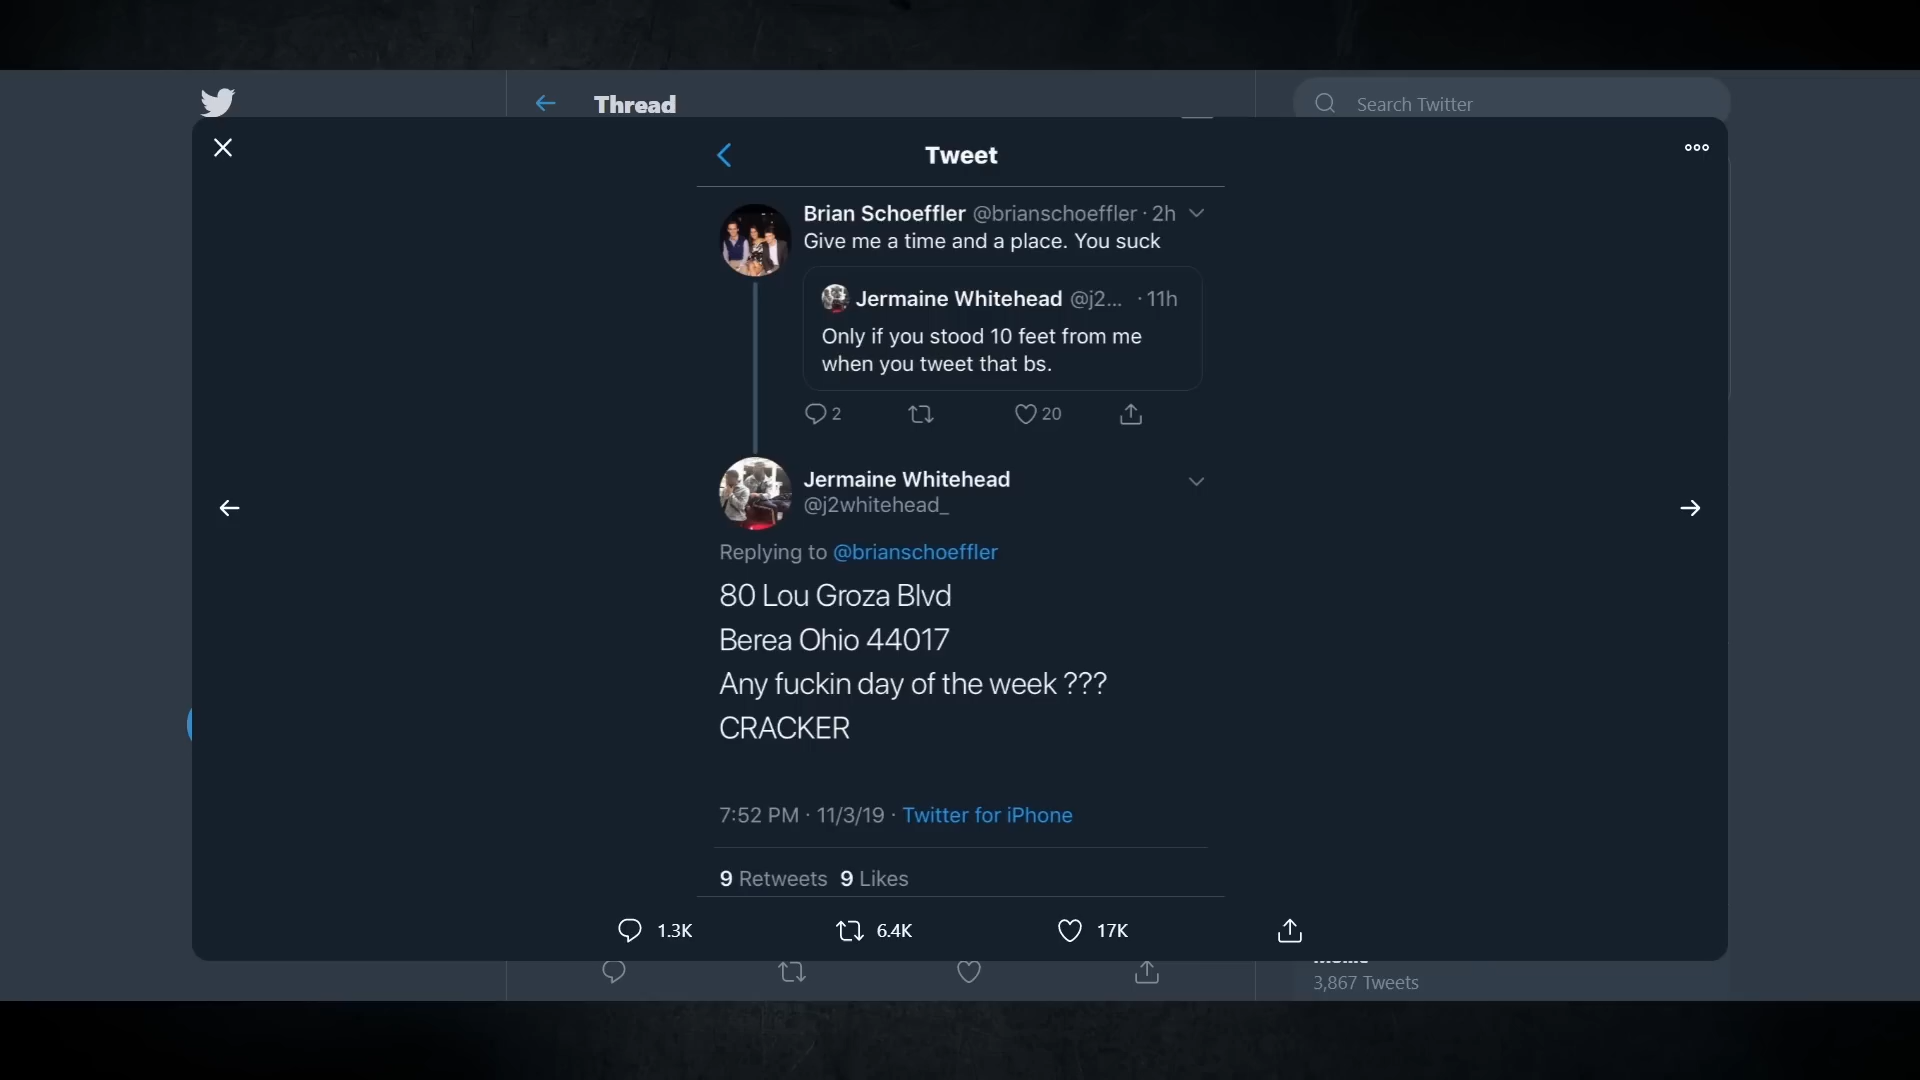 Thread
Search Twitter
Tweet
Brian Schoeffler @brianschoeffler · 2h
Give me a time and a place. You suck
Jermaine Whitehead @j2... · 11h
Only if you stood 10 feet from me
when you tweet that bs.
2 20
Jermaine Whitehead
@j2whitehead_
Replying to @brianschoeffler
80 Lou Groza Blvd
Berea Ohio 44017
Any fuckin day of the week ???
CRACKER
7:52 PM · 11/3/19 · Twitter for iPhone
9 Retweets 9 Likes
1.3K 6.4K 17K
3,867 Tweets